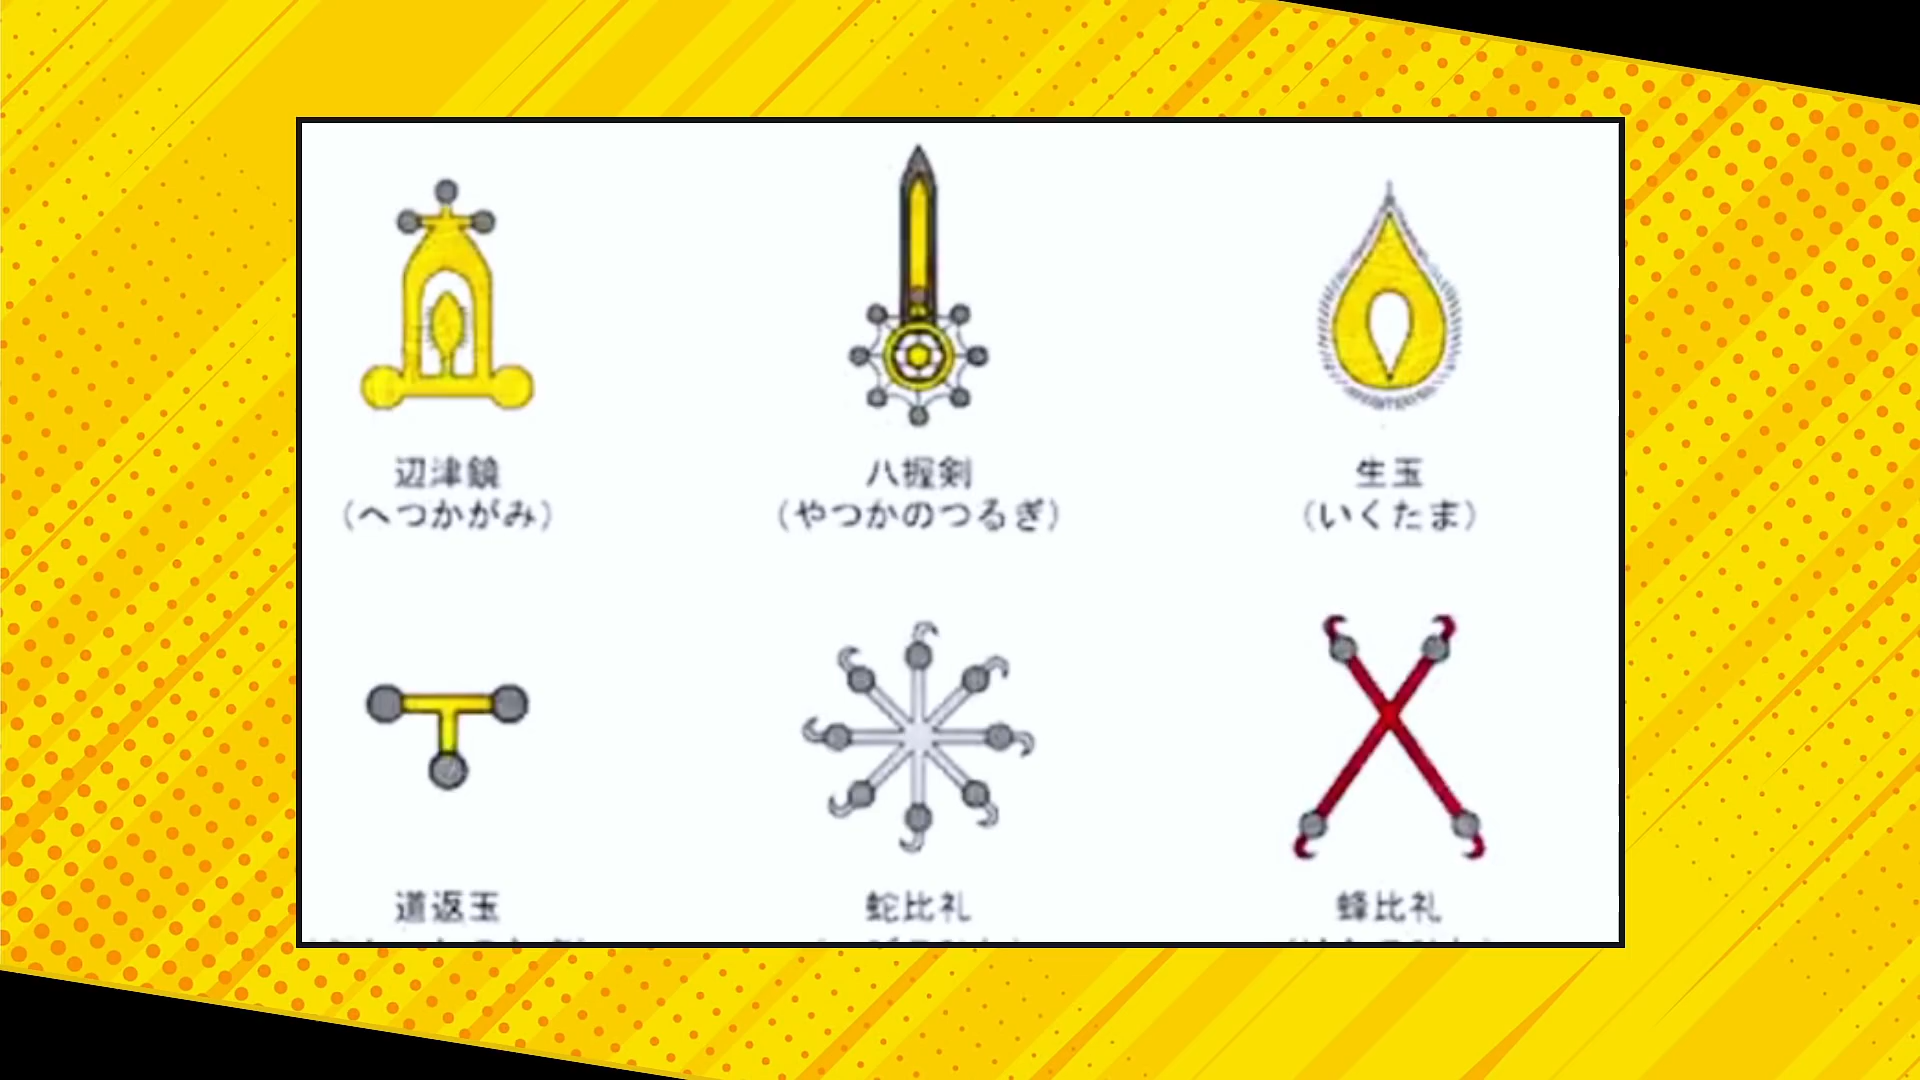 辺津鏡
(へつかがみ)
八握剣
(やつかのつるぎ)
生玉
(いくたま)
道返玉
蛇比礼
蜂比礼